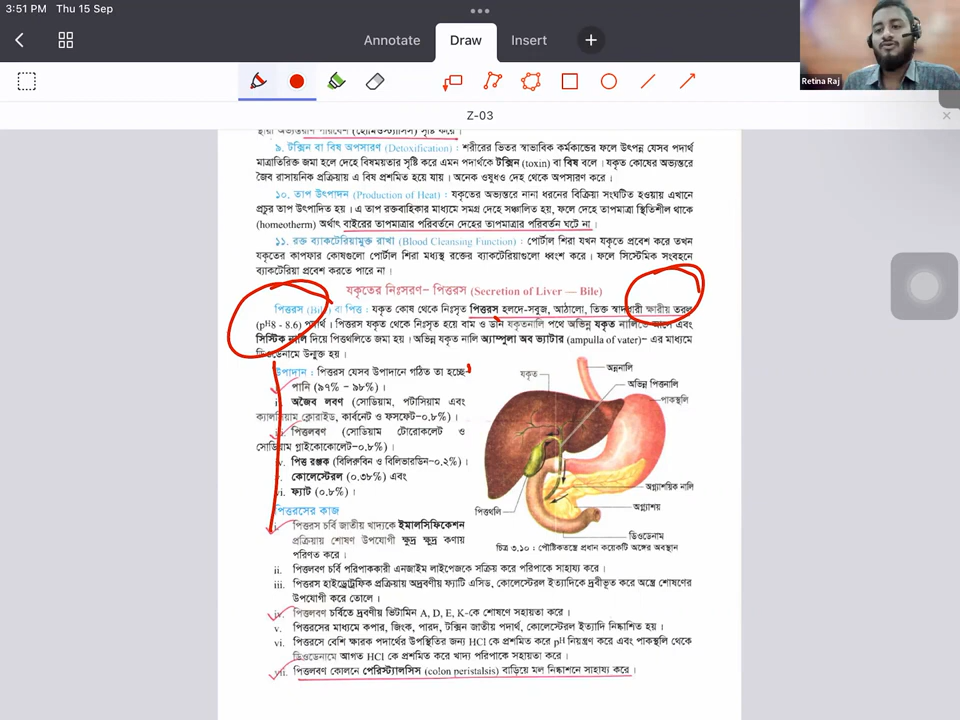 3:51 PM Thu 15 Sep
Annotate
Draw
Insert
Retina Raj
Z-03
৯. টক্সিন বা বিষ অপসারণ (Detoxification) : শরীরের ভিতর স্বাভাবিক কর্মকান্ডের ফলে উৎপন্ন যেসব পদার্থ
মাত্রাতিরিক্ত জমা হলে দেহে বিষময়তার সৃষ্টি করে এমন পদার্থকে টক্সিন (toxin) বা বিষ বলে । যকৃত কোষের অভ্যন্তরে
জৈব রাসায়নিক প্রক্রিয়ায় এ বিষ প্রশমিত হয়ে যায় । অনেক ওষুধও দেহ থেকে অপসারণ করে ।
১০. তাপ উৎপাদন (Production of Heat) : যকৃতের অভ্যন্তরে নানা ধরনের বিক্রিয়া সংঘটিত হওয়ায় এখানে
প্রচুর তাপ উৎপাদিত হয় । এ তাপ রক্তবাহিকার মাধ্যমে সমগ্র দেহে সঞ্চালিত হয়, ফলে দেহে তাপমাত্রা স্থিতিশীল থাকে
(homeotherm) অর্থাৎ বাইরের তাপমাত্রার পরিবর্তনে দেহের তাপমাত্রার পরিবর্তন ঘটে না ।
১১. রক্ত ব্যাকটেরিয়ামুক্ত রাখা (Blood Cleansing Function) : পোর্টাল শিরা যখন যকৃতে প্রবেশ করে তখন
যকৃতের কাপফার কোষগুলো পোর্টাল শিরা মধ্যস্থ রক্তের ব্যাকটেরিয়াগুলো ধ্বংশ করে । ফলে সিস্টেমিক সংবহনে
ব্যাকটেরিয়া প্রবেশ করতে পারে না ।
যকৃতের নিঃসরণ– পিত্তরস (Secretion of Liver — Bile)
পিত্তরস (Bile) বা পিত্ত : যকৃত কোষ থেকে নিঃসৃত পিত্তরস হলদে-সবুজ, আঠালো, তিক্ত স্বাদধারী ক্ষারীয় তরল
(pH8 - 8.6) পদার্থ । পিত্তরস যকৃত থেকে নিঃসৃত হয়ে বাম ও ডান যকৃতনালি পথে অভিন্ন যকৃত নালিতে আসে এবং
সিস্টিক নালি দিয়ে পিত্তথলিতে জমা হয় । অভিন্ন যকৃত নালি অ্যাম্পুলা অব ভ্যাটার (ampulla of vater)– এর মাধ্যমে
ডিওডেনামে উন্মুক্ত হয় ।
উপাদান : পিত্তরস যেসব উপাদানে গঠিত তা হচ্ছে-
পানি (৯৭% – ৯৮%) ।
অজৈব লবণ (সোডিয়াম, পটাসিয়াম এবং
ক্যালসিয়াম ক্লোরাইড, কার্বনেট ও ফসফেট-০.৮%) ।
পিত্তলবণ (সোডিয়াম টোরোকলেট ও
সোডিয়াম গ্লাইকোকোলেট-০.৮%) ।
পিত্ত রঞ্জক (বিলিরুবিন ও বিলিভারডিন-০.২%) ।
কোলেস্টেরল (০.৩৮%) এবং
vi. ফ্যাট (০.৮%) ।
পিত্তরসের কাজ
i. পিত্তরস চর্বি জাতীয় খাদ্যকে ইমালসিফিকেশন
প্রক্রিয়ায় শোষণ উপযোগী ক্ষুদ্র ক্ষুদ্র কণায়
পরিণত করে ।
ii. পিত্তলবণ চর্বি পরিপাককারী এনজাইম লাইপেজকে সক্রিয় করে পরিপাকে সাহায্য করে ।
iii. পিত্তরস হাইড্রোট্রফিক প্রক্রিয়ায় অদ্রবণীয় ফ্যাটি এসিড, কোলেস্টেরল ইত্যাদিকে দ্রবীভূত করে অন্ত্রে শোষণের
উপযোগী করে তোলে ।
iv. পিত্তলবণ চর্বিতে দ্রবণীয় ভিটামিন A, D, E, K-কে শোষণে সহায়তা করে ।
v. পিত্তরসের মাধ্যমে কপার, জিংক, পারদ, টক্সিন জাতীয় পদার্থ, কোলেস্টেরল ইত্যাদি নিষ্কাশিত হয় ।
vi. পিত্তরসে বেশি ক্ষারক পদার্থের উপস্থিতির জন্য HCl কে প্রশমিত করে pH নিয়ন্ত্রণ করে এবং পাকস্থলি থেকে
ডিওডেনামে আগত HCl কে প্রশমিত করে খাদ্য পরিপাকে সহায়তা করে ।
vii. পিত্তলবণ কোলনে পেরিস্ট্যালসিস (colon peristalsis) বাড়িয়ে মল নিষ্কাশনে সাহায্য করে ।
যকৃত
অন্ননালি
অভিন্ন পিত্তনালি
পাকস্থলি
অগ্ন্যাশয়িক নালি
অগ্ন্যাশয়
পিত্তথলি
ডিওডেনাম
চিত্র ৩.১০ : পৌষ্টিকতন্ত্রে প্রধান কয়েকটি অঙ্গের অবস্থান